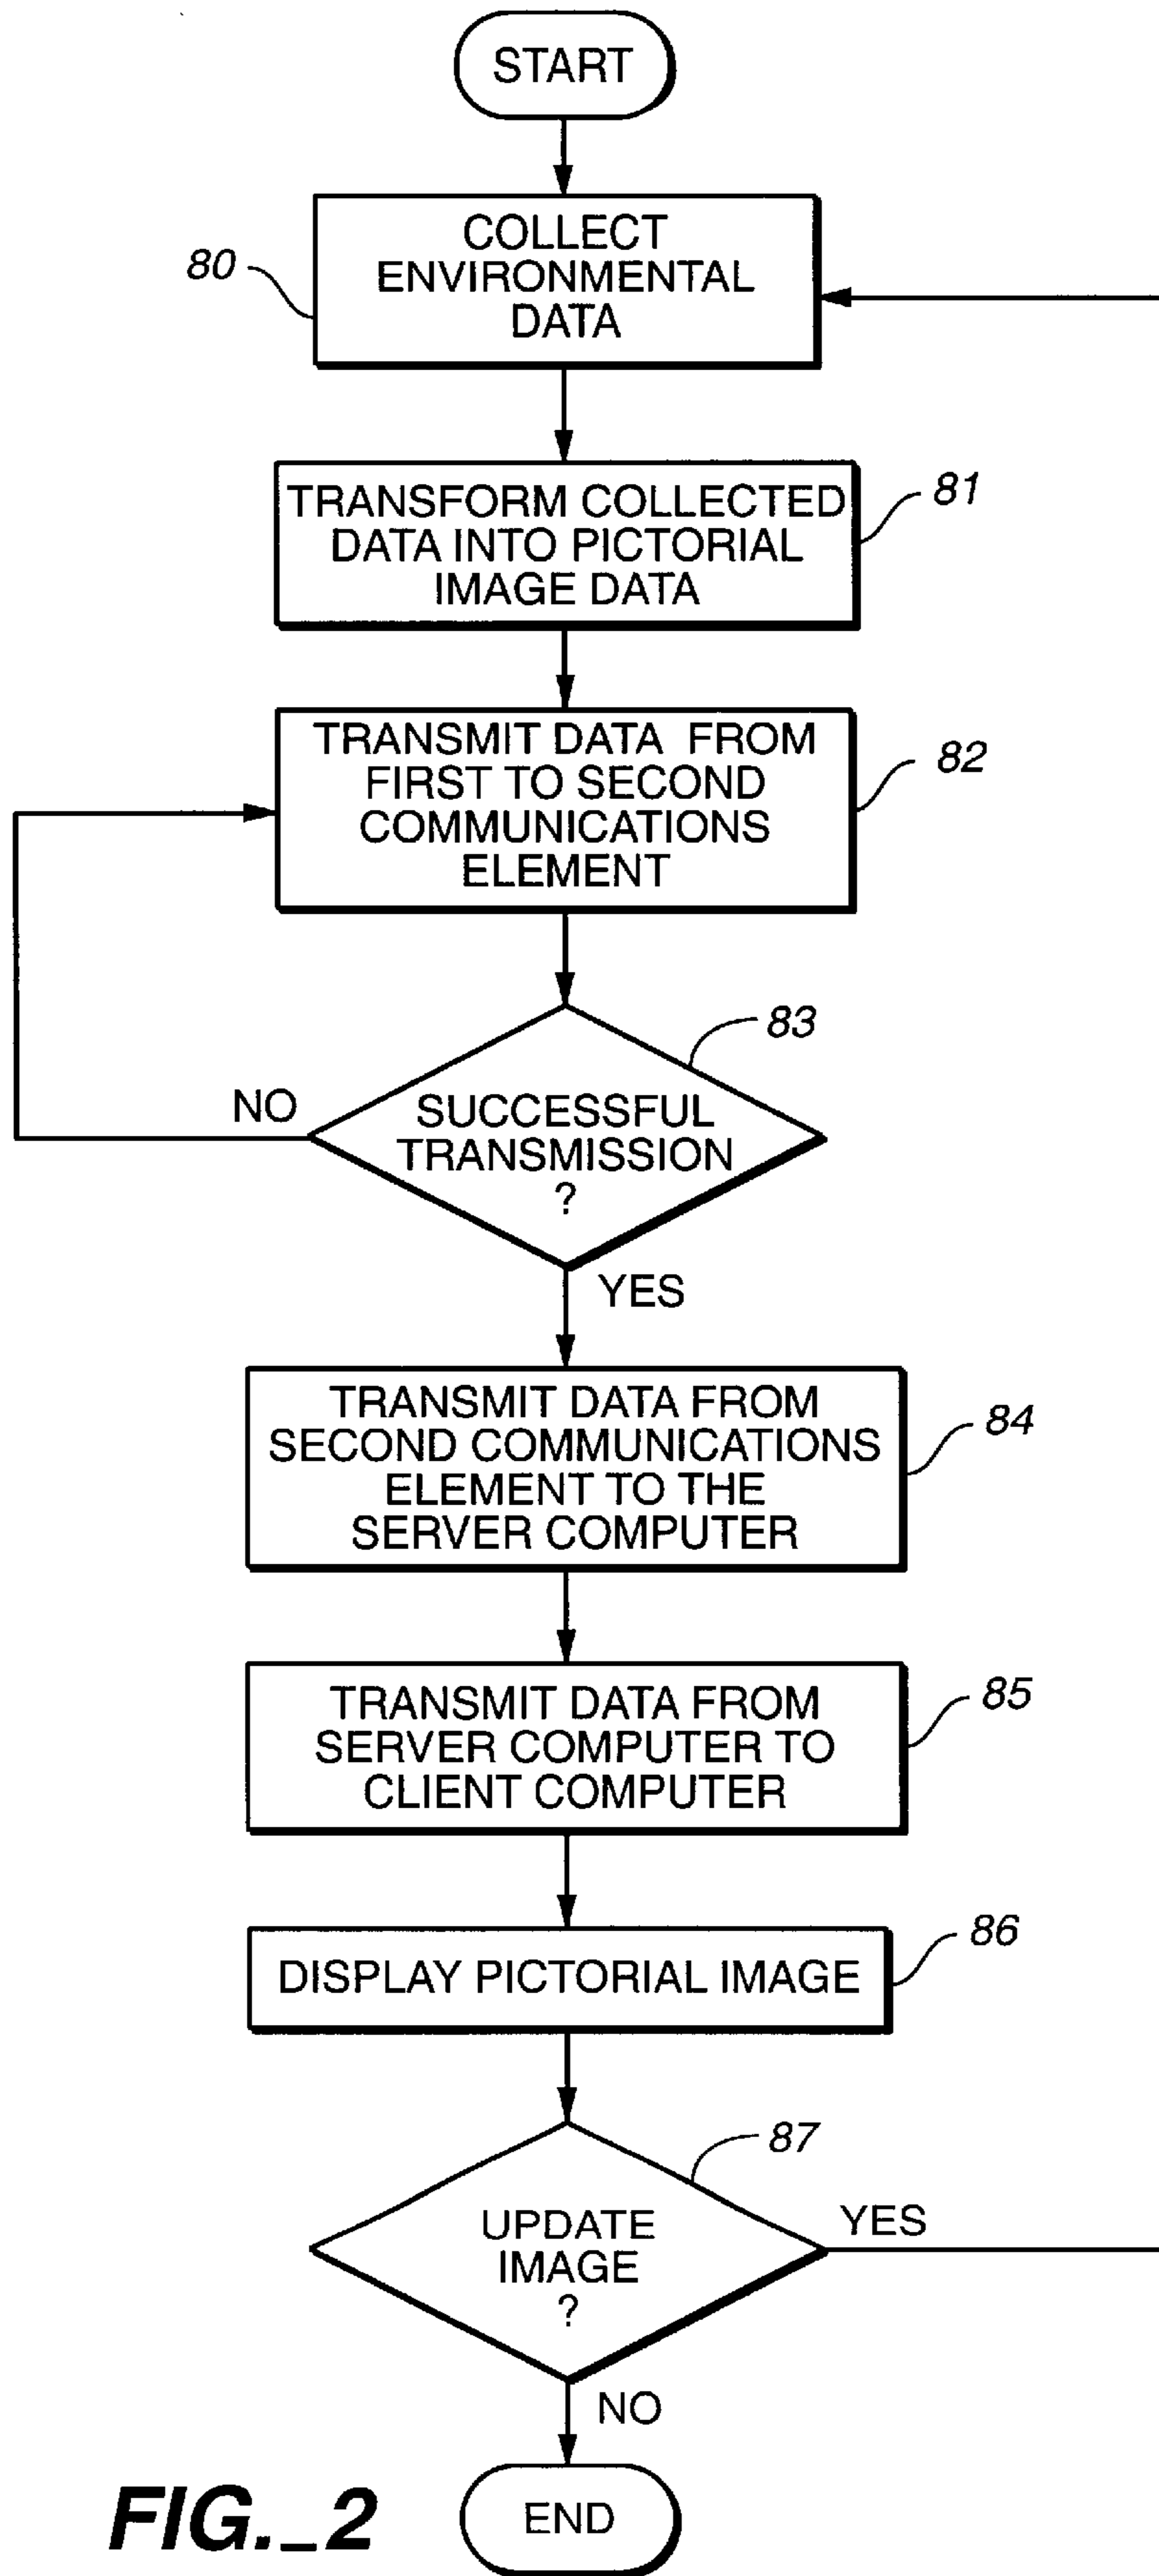 START
COLLECT
ENVIRONMENTAL
DATA
80
TRANSFORM COLLECTED
DATA INTO PICTORIAL
IMAGE DATA
81
TRANSMIT DATA FROM
FIRST TO SECOND
COMMUNICATIONS
ELEMENT
82
83
SUCCESSFUL
TRANSMISSION
?
NO
YES
TRANSMIT DATA FROM
SECOND COMMUNICATIONS
ELEMENT TO THE
SERVER COMPUTER
84
TRANSMIT DATA FROM
SERVER COMPUTER TO
CLIENT COMPUTER
85
DISPLAY PICTORIAL IMAGE
86
87
UPDATE
IMAGE
?
YES
NO
END
FIG._2